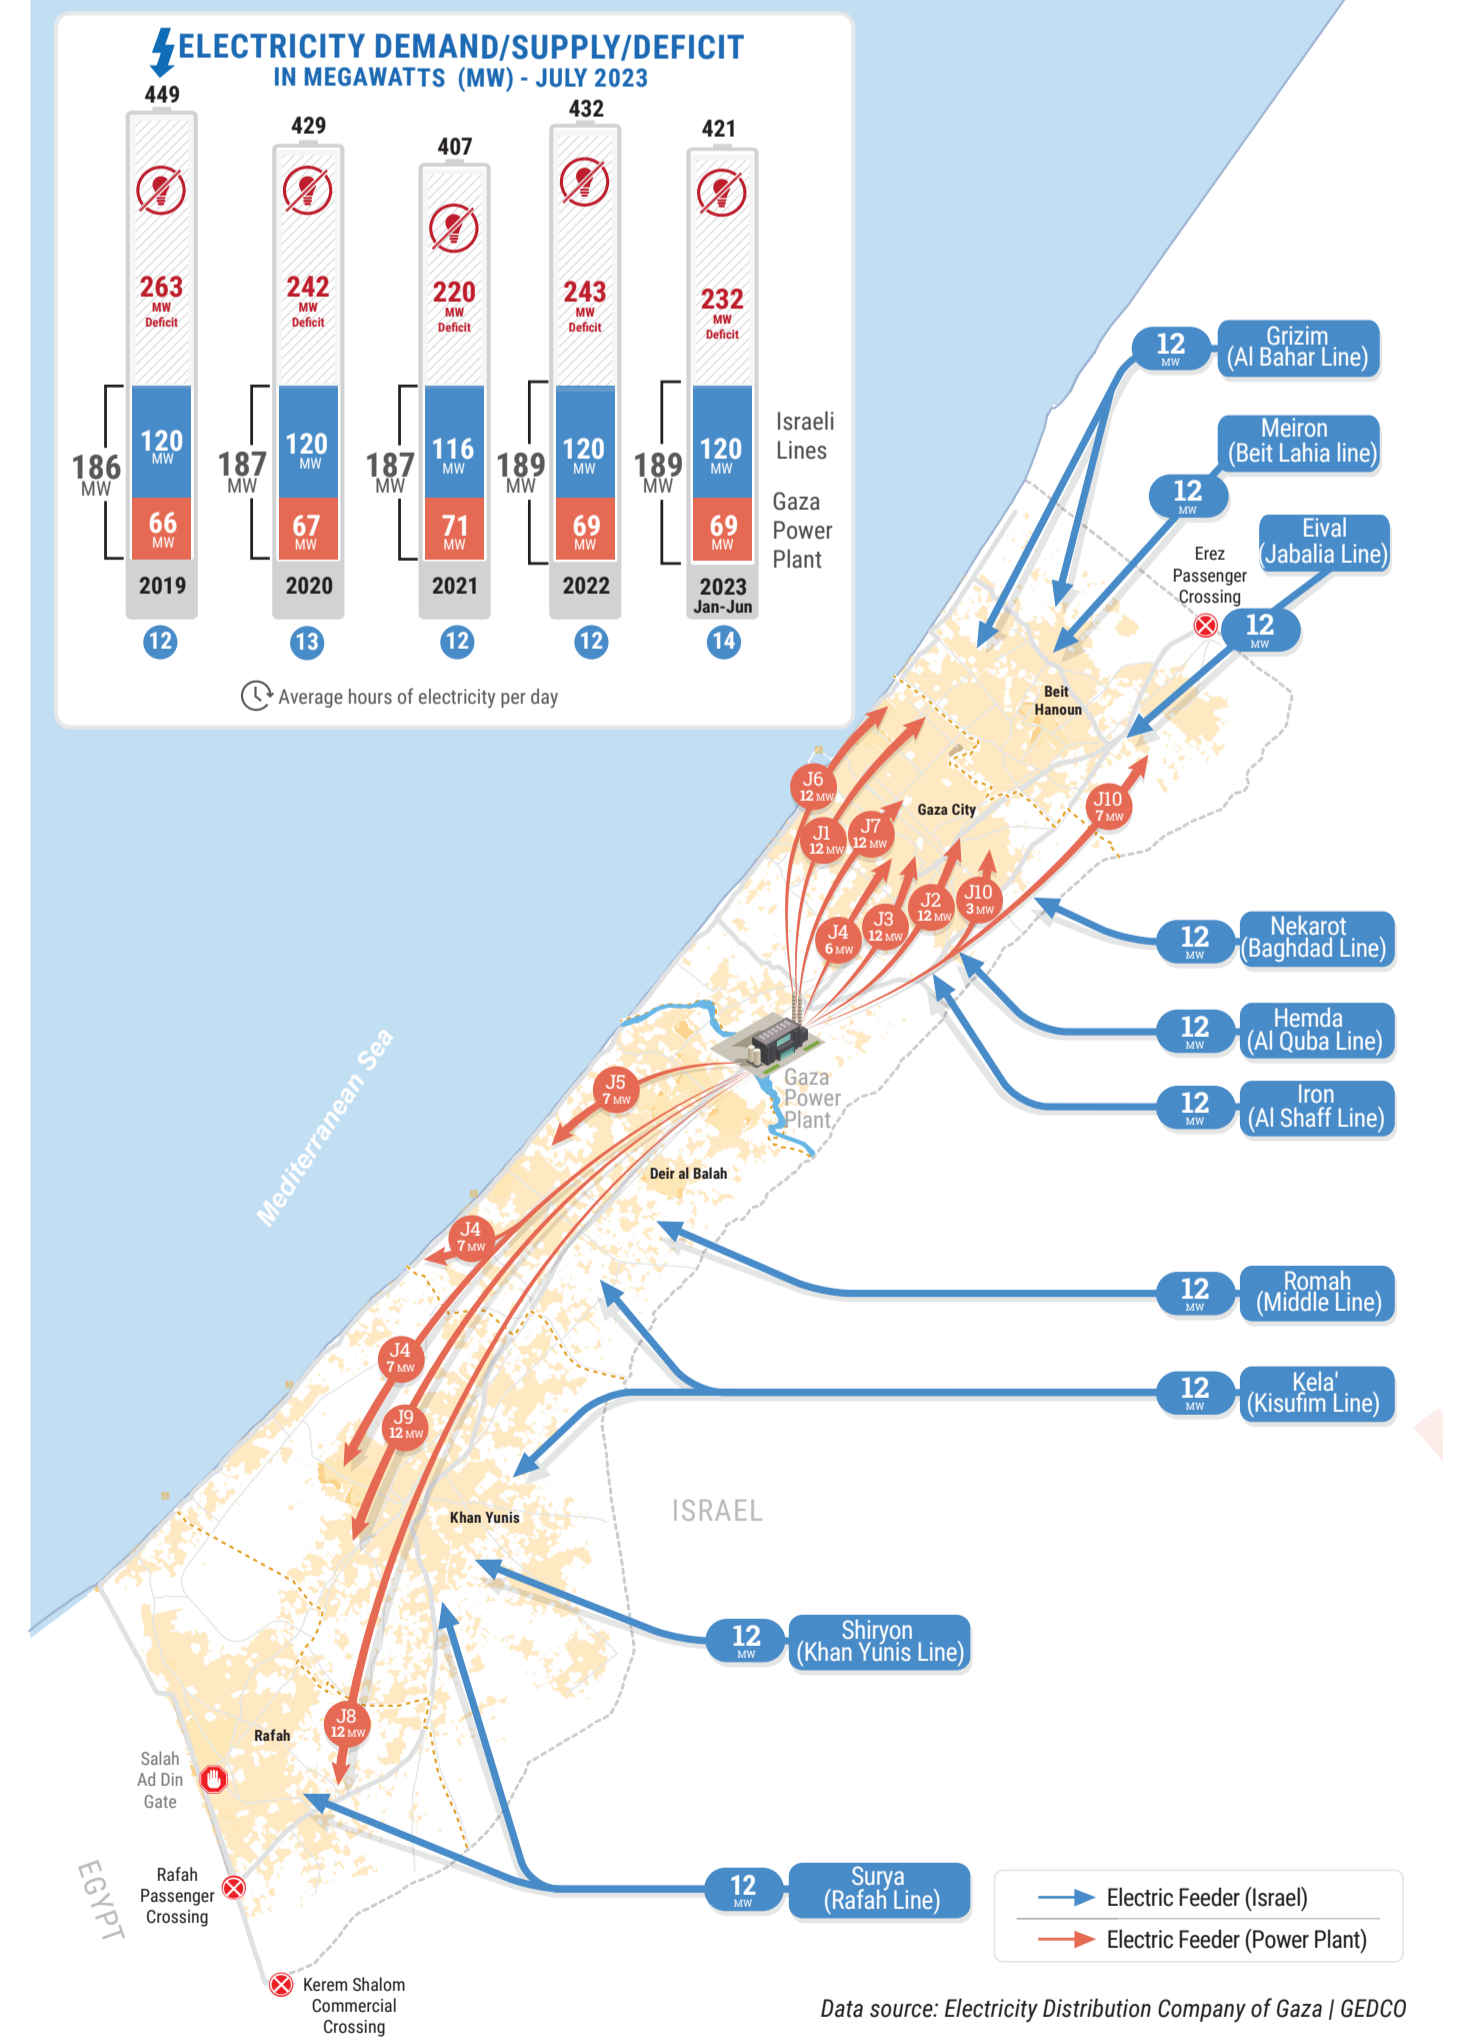 ELECTRICITY DEMAND/SUPPLY/DEFICIT
IN MEGAWATTS (MW) - JULY 2023
449
429
407
432
421
263
MW
Deficit
242
MW
Deficit
220
MW
Deficit
243
MW
Deficit
232
MW
Deficit
186
MW
120
MW
66
MW
187
MW
120
MW
67
MW
187
MW
116
MW
71
MW
189
MW
120
MW
69
MW
189
MW
120
MW
69
MW
Israeli
Lines
Gaza
Power
Plant
2019
2020
2021
2022
2023
Jan-Jun
12
13
12
12
14
Average hours of electricity per day
12
MW
Grizim
(Al Bahar Line)
12
MW
Meiron
(Beit Lahia line)
Eival
(Jabalia Line)
12
MW
Erez
Passenger
Crossing
Beit
Hanoun
Gaza City
J6
12 MW
J1
12 MW
J7
12 MW
J10
7 MW
J4
6 MW
J3
12 MW
J2
12 MW
J10
3 MW
12
MW
Nekarot
(Baghdad Line)
12
MW
Hemda
(Al Quba Line)
12
MW
Iron
(Al Shaff Line)
Mediterranean Sea
Gaza
Power
Plant
J5
7 MW
Deir al Balah
J4
7 MW
12
MW
Romah
(Middle Line)
J4
7 MW
12
MW
Kela'
(Kisufim Line)
J9
12 MW
ISRAEL
Khan Yunis
12
MW
Shiryon
(Khan Yunis Line)
J8
12 MW
Rafah
Salah
Ad Din
Gate
12
MW
Surya
(Rafah Line)
Rafah
Passenger
Crossing
EGYPT
Kerem Shalom
Commercial
Crossing
Electric Feeder (Israel)
Electric Feeder (Power Plant)
Data source: Electricity Distribution Company of Gaza | GEDCO